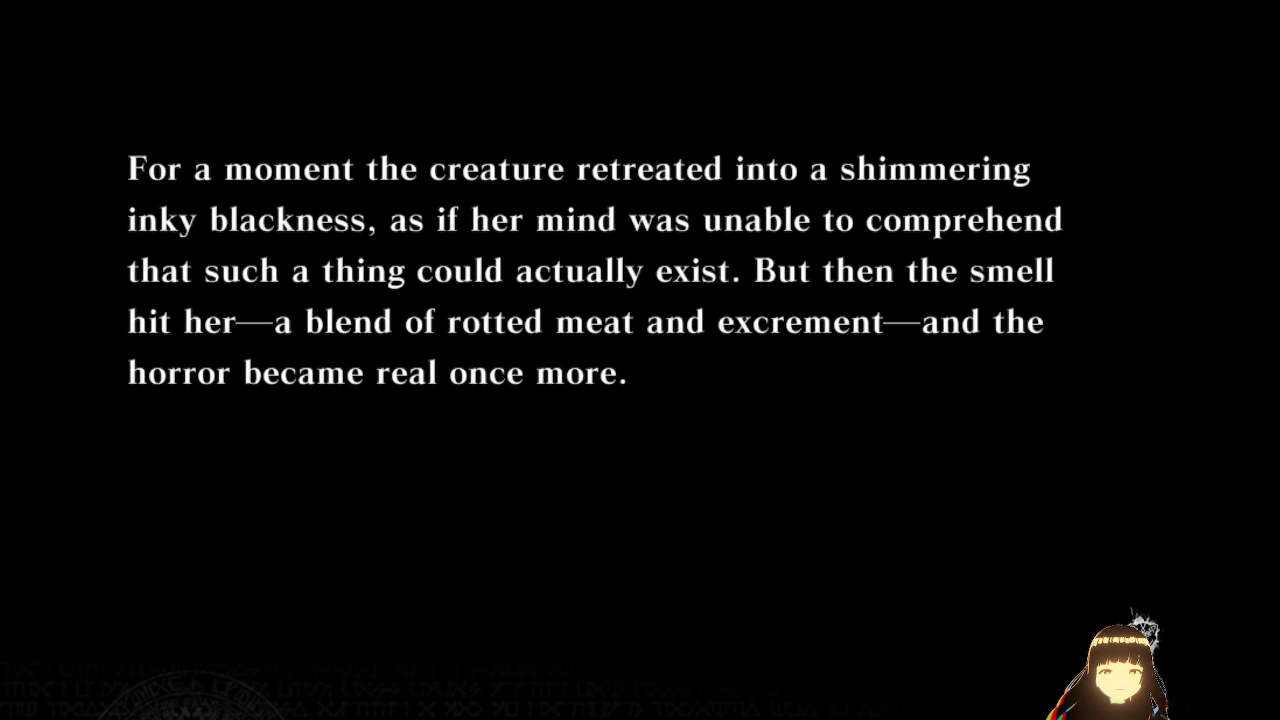 For a moment the creature retreated into a shimmering
inky blackness, as if her mind was unable to comprehend
that such a thing could actually exist. But then the smell
hit her—a blend of rotted meat and excrement—and the
horror became real once more.